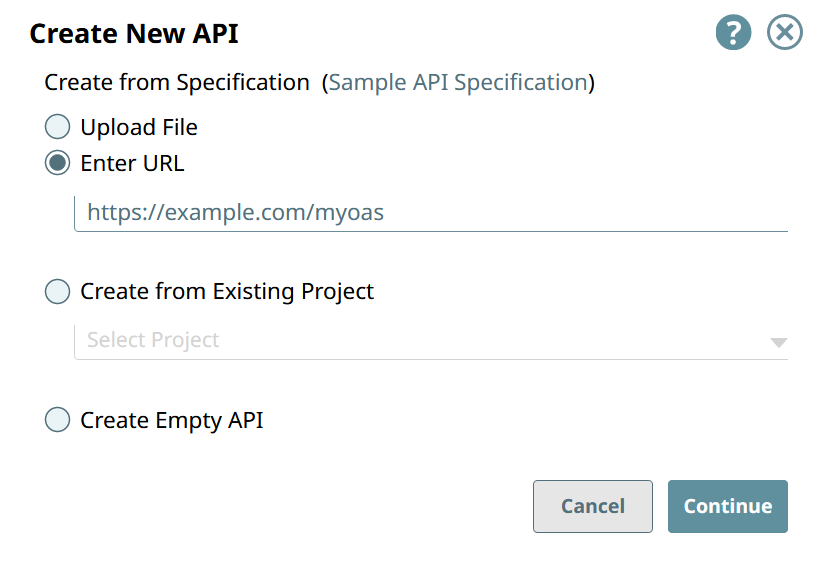 Create New API
?
Create from Specification (Sample API Specification)
Upload File
Enter URL
https://example.com/myoas
Create from Existing Project
Select Project
Create Empty API
Cancel
Continue